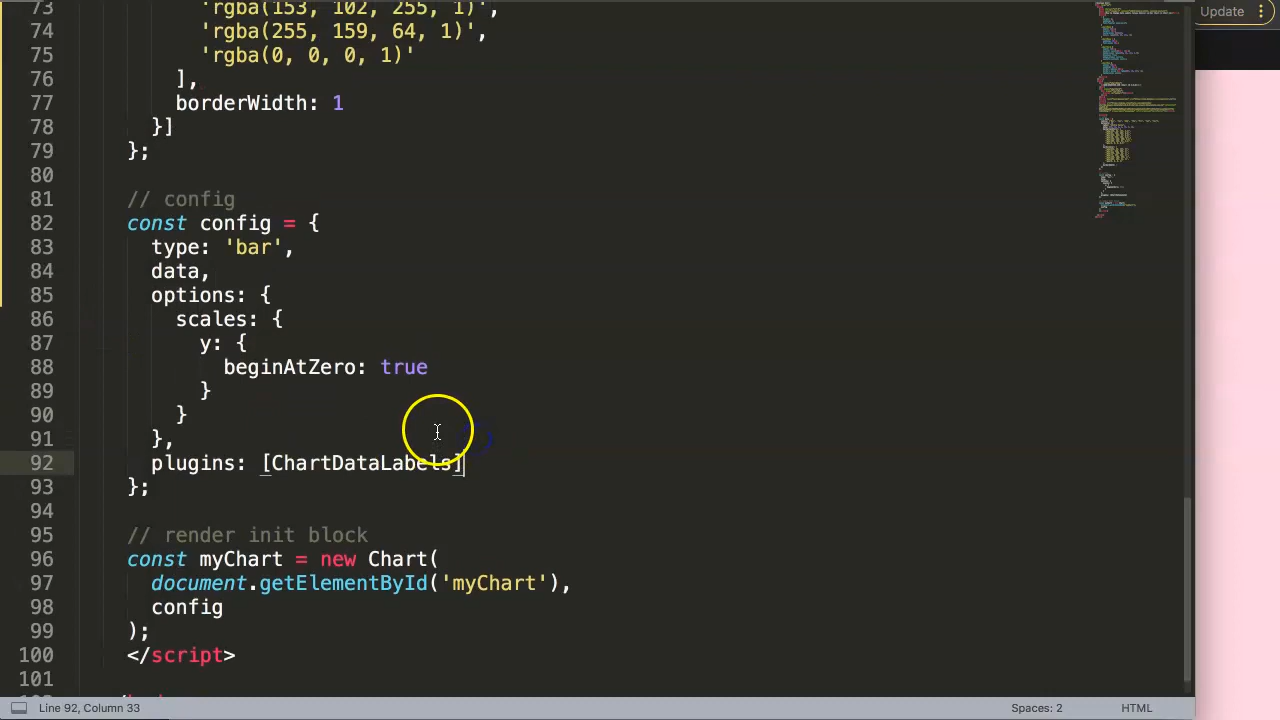 73 'rgba(153, 102, 255, 1)',
74 'rgba(255, 159, 64, 1)',
75 'rgba(0, 0, 0, 1)'
76 ],
77 borderWidth: 1
78 }]
79 };
80
81 // config
82 const config = {
83 type: 'bar',
84 data,
85 options: {
86 scales: {
87 y: {
88 beginAtZero: true
89 }
90 }
91 },
92 plugins: [ChartDataLabels]
93 };
94
95 // render init block
96 const myChart = new Chart(
97 document.getElementById('myChart'),
98 config
99 );
100 </script>
101
Line 92, Column 33
Spaces: 2
HTML
Update